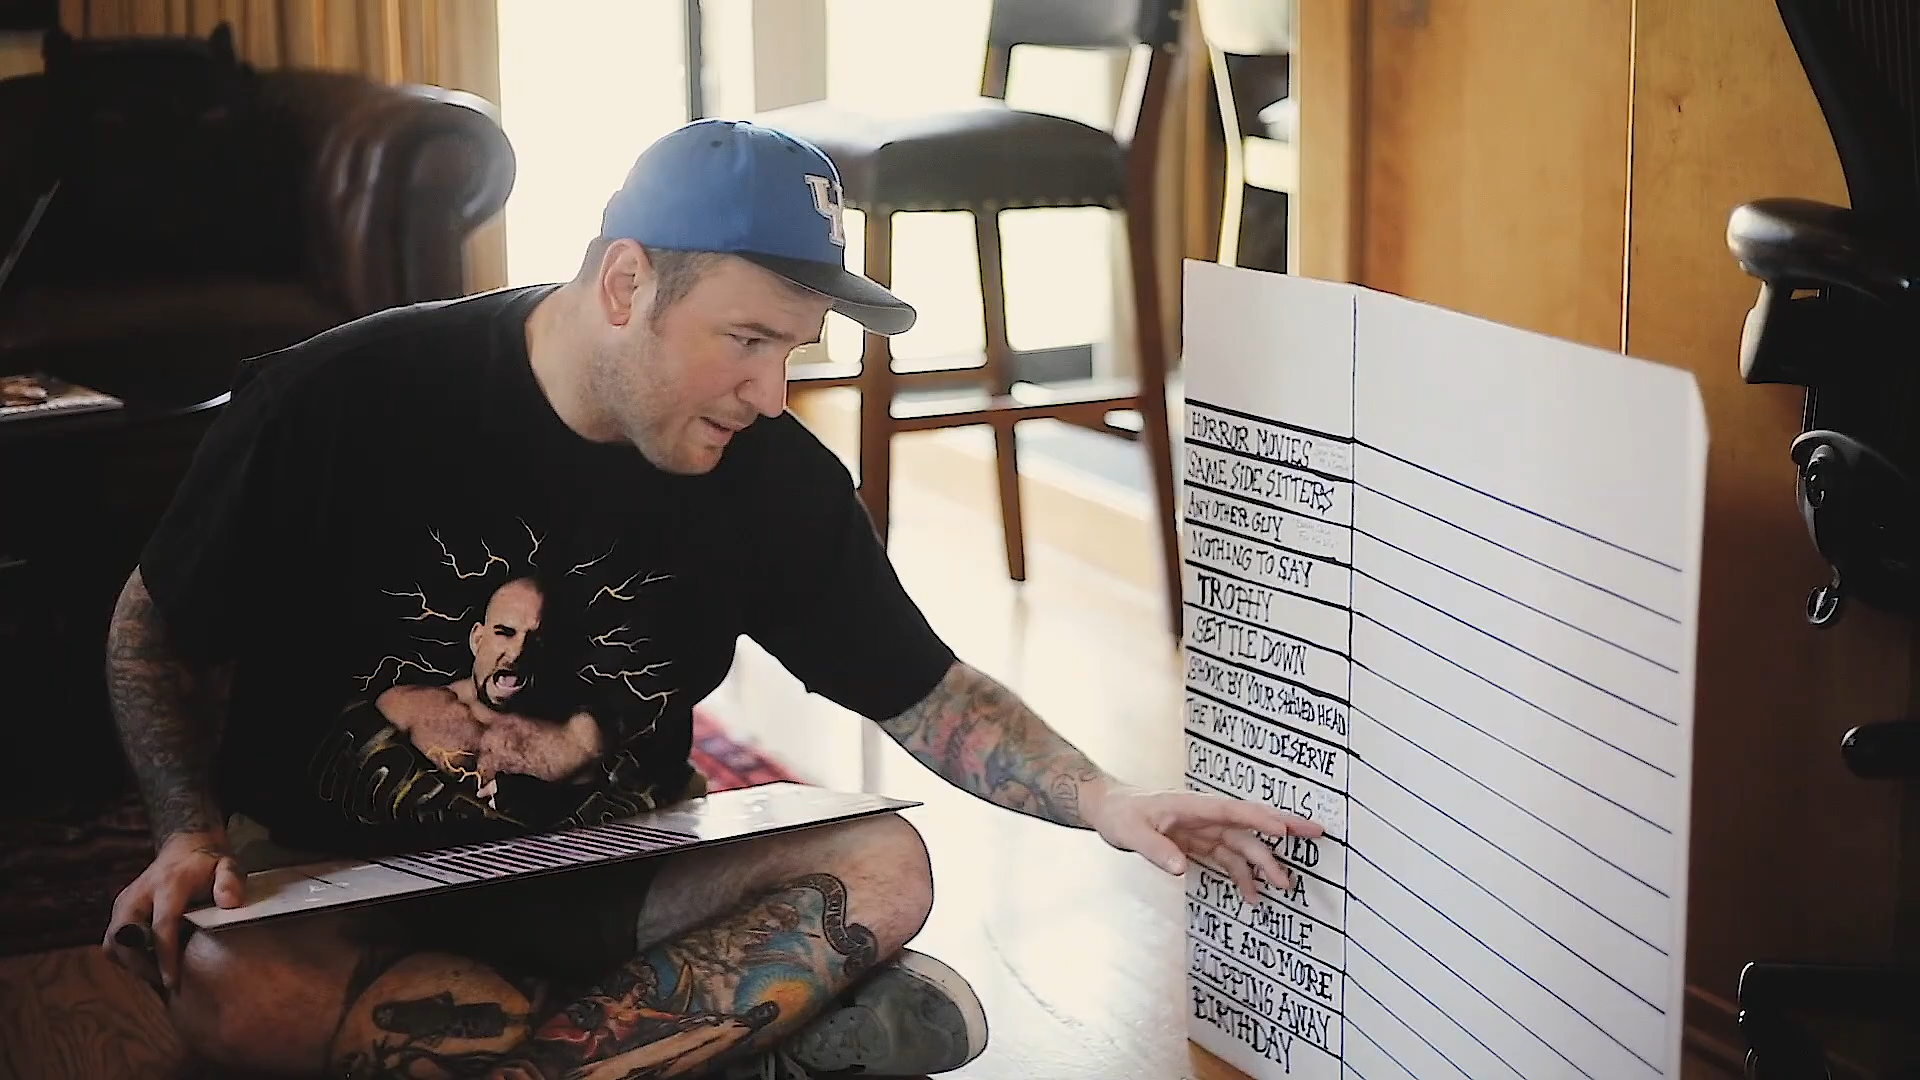 UK
HORROR MOVIES
SAME SIDE SITTERS
ANY OTHER GUY
NOTHING TO SAY
TROPHY
SETTLE DOWN
SHOOK BY YOUR SHAVED HEAD
THE WAY YOU DESERVE
CHICAGO BULLS
STAY AWHILE
MORE AND MORE
SLIPPING AWAY
BIRTHDAY